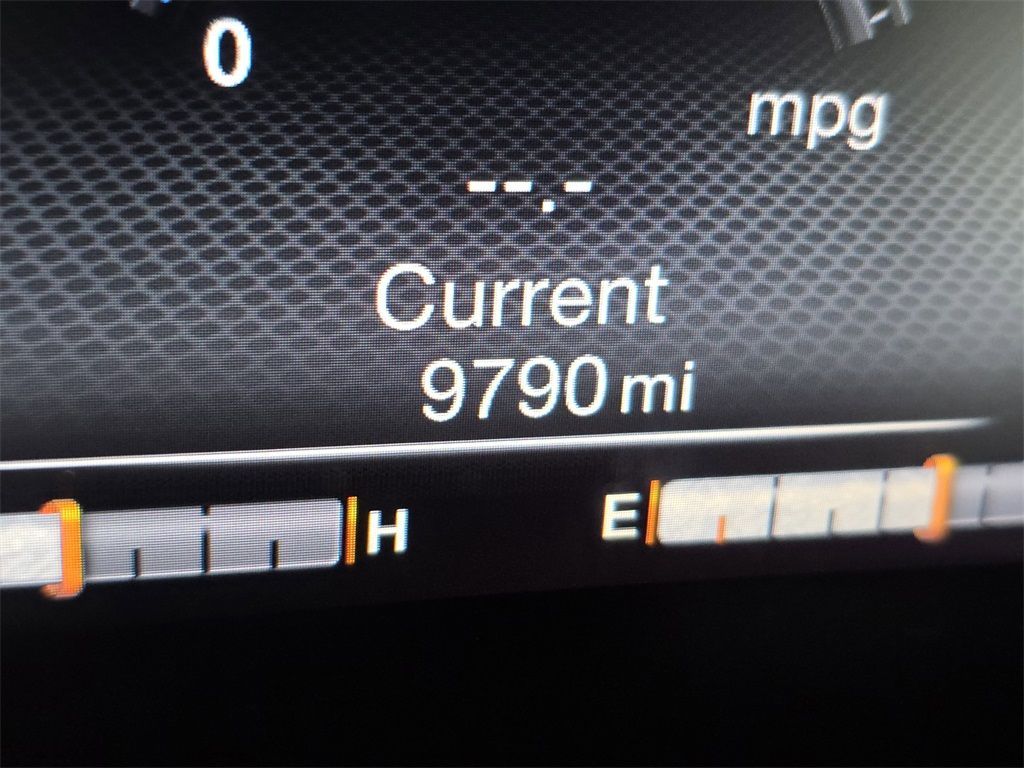 0
mpg
--.-
Current
9790 mi
H
E